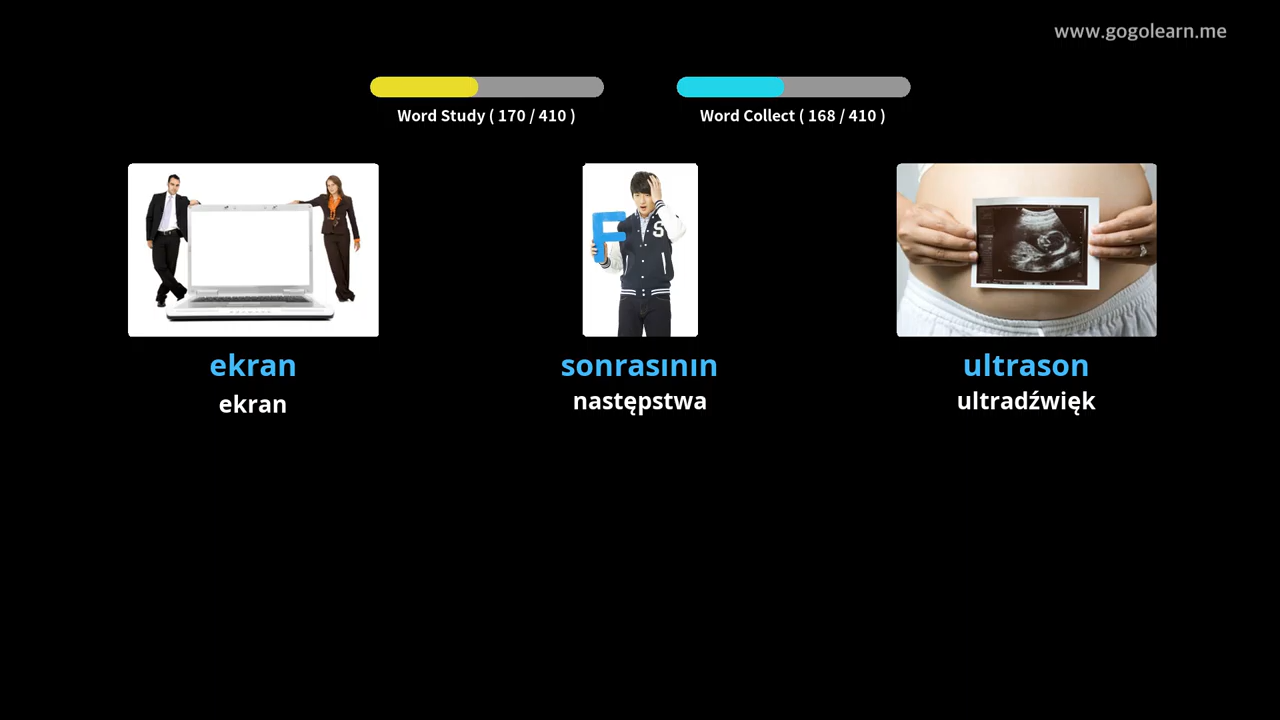 www.gogolearn.me
Word Study ( 170 / 410 )
Word Collect ( 168 / 410 )
F
S
ekran
sonrasının
ultrason
ekran
następstwa
ultradźwięk